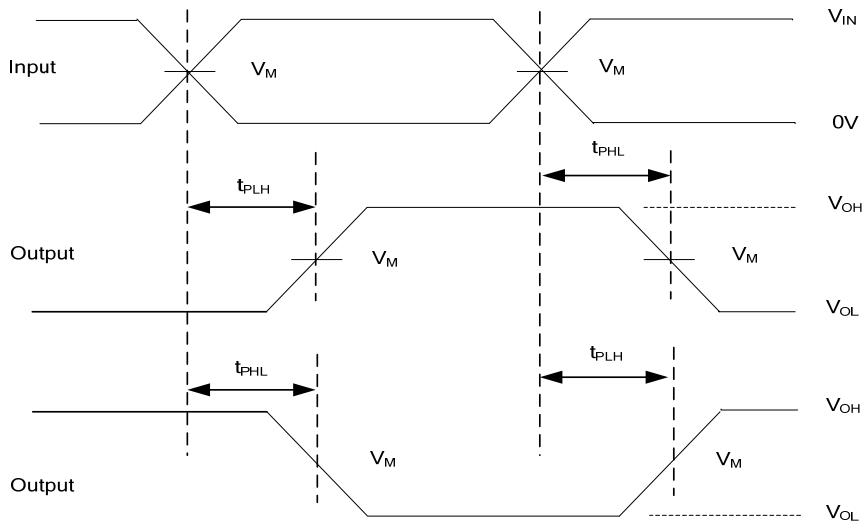 V_IN
Input V_M V_M
0V
t_PLH t_PHL
V_OH
Output V_M V_M
V_OL
t_PHL t_PLH
V_OH
V_M V_M
Output
V_OL